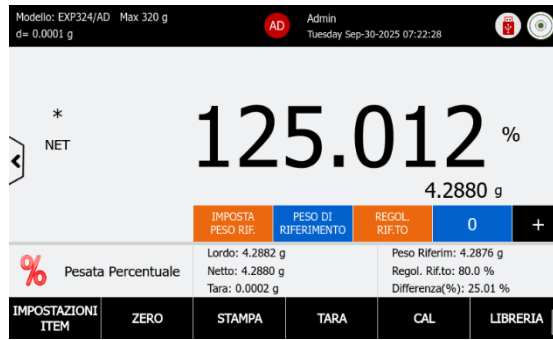 Modello: EXP324/AD Max 320 g
d= 0.0001 g
AD
Admin
Tuesday Sep-30-2025 07:22:28
*
NET
125.012 %
4.2880 g
IMPOSTA
PESO RIF.
PESO DI
RIFERIMENTO
REGOL.
RIF.TO
0
+
%
Pesata Percentuale
Lordo: 4.2882 g
Netto: 4.2880 g
Tara: 0.0002 g
Peso Riferim: 4.2876 g
Regol. Rif.to: 80.0 %
Differenza(%): 25.01 %
IMPOSTAZIONI
ITEM
ZERO
STAMPA
TARA
CAL
LIBRERIA